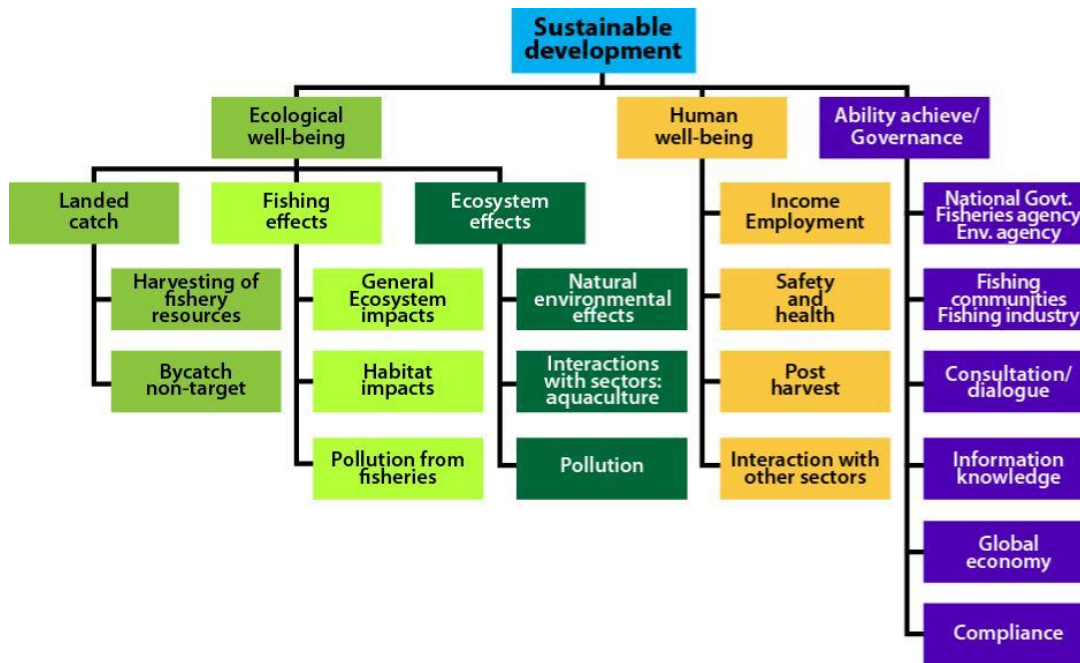 Sustainable
development
Ecological
well-being
Human
well-being
Ability achieve/
Governance
Landed
catch
Fishing
effects
Ecosystem
effects
Income
Employment
National Govt.
Fisheries agency
Env. agency
Harvesting of
fishery
resources
General
Ecosystem
impacts
Natural
environmental
effects
Safety
and
health
Fishing
communities
Fishing industry
Bycatch
non-target
Habitat
impacts
Interactions
with sectors:
aquaculture
Post
harvest
Consultation/
dialogue
Pollution from
fisheries
Pollution
Interaction with
other sectors
Information
knowledge
Global
economy
Compliance